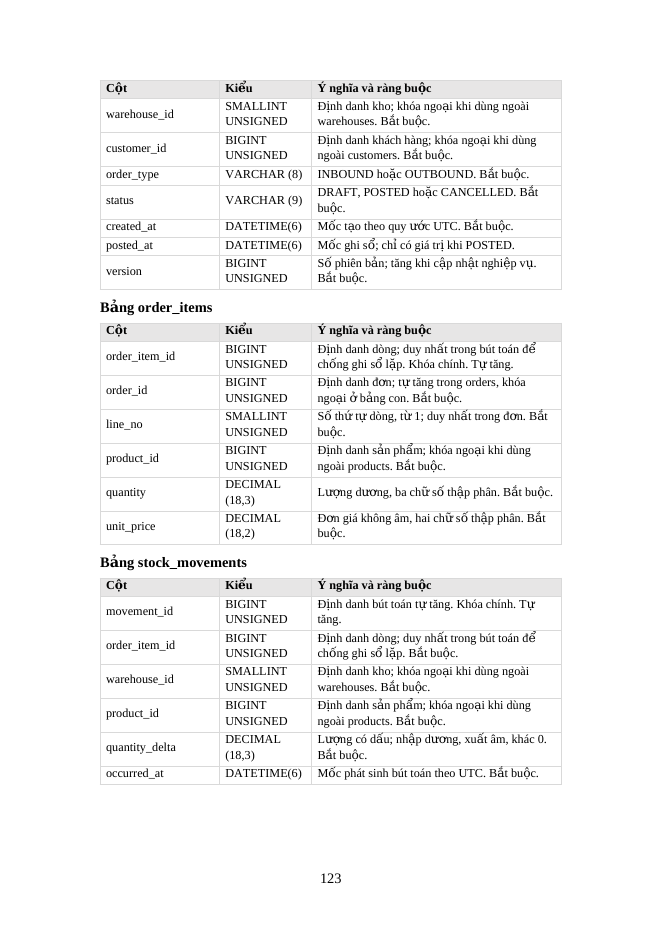 Cột Kiểu Ý nghĩa và ràng buộc
warehouse_id SMALLINT UNSIGNED Định danh kho; khóa ngoại khi dùng ngoài
warehouses. Bắt buộc.
customer_id BIGINT UNSIGNED Định danh khách hàng; khóa ngoại khi dùng
ngoài customers. Bắt buộc.
order_type VARCHAR (8) INBOUND hoặc OUTBOUND. Bắt buộc.
status VARCHAR (9) DRAFT, POSTED hoặc CANCELLED. Bắt
buộc.
created_at DATETIME(6) Mốc tạo theo quy ước UTC. Bắt buộc.
posted_at DATETIME(6) Mốc ghi sổ; chỉ có giá trị khi POSTED.
version BIGINT UNSIGNED Số phiên bản; tăng khi cập nhật nghiệp vụ.
Bắt buộc.
Bảng order_items
Cột Kiểu Ý nghĩa và ràng buộc
order_item_id BIGINT UNSIGNED Định danh dòng; duy nhất trong bút toán để
chống ghi sổ lặp. Khóa chính. Tự tăng.
order_id BIGINT UNSIGNED Định danh đơn; tự tăng trong orders, khóa
ngoại ở bảng con. Bắt buộc.
line_no SMALLINT UNSIGNED Số thứ tự dòng, từ 1; duy nhất trong đơn. Bắt
buộc.
product_id BIGINT UNSIGNED Định danh sản phẩm; khóa ngoại khi dùng
ngoài products. Bắt buộc.
quantity DECIMAL (18,3) Lượng dương, ba chữ số thập phân. Bắt buộc.
unit_price DECIMAL (18,2) Đơn giá không âm, hai chữ số thập phân. Bắt
buộc.
Bảng stock_movements
Cột Kiểu Ý nghĩa và ràng buộc
movement_id BIGINT UNSIGNED Định danh bút toán tự tăng. Khóa chính. Tự
tăng.
order_item_id BIGINT UNSIGNED Định danh dòng; duy nhất trong bút toán để
chống ghi sổ lặp. Bắt buộc.
warehouse_id SMALLINT UNSIGNED Định danh kho; khóa ngoại khi dùng ngoài
warehouses. Bắt buộc.
product_id BIGINT UNSIGNED Định danh sản phẩm; khóa ngoại khi dùng
ngoài products. Bắt buộc.
quantity_delta DECIMAL (18,3) Lượng có dấu; nhập dương, xuất âm, khác 0.
Bắt buộc.
occurred_at DATETIME(6) Mốc phát sinh bút toán theo UTC. Bắt buộc.
123